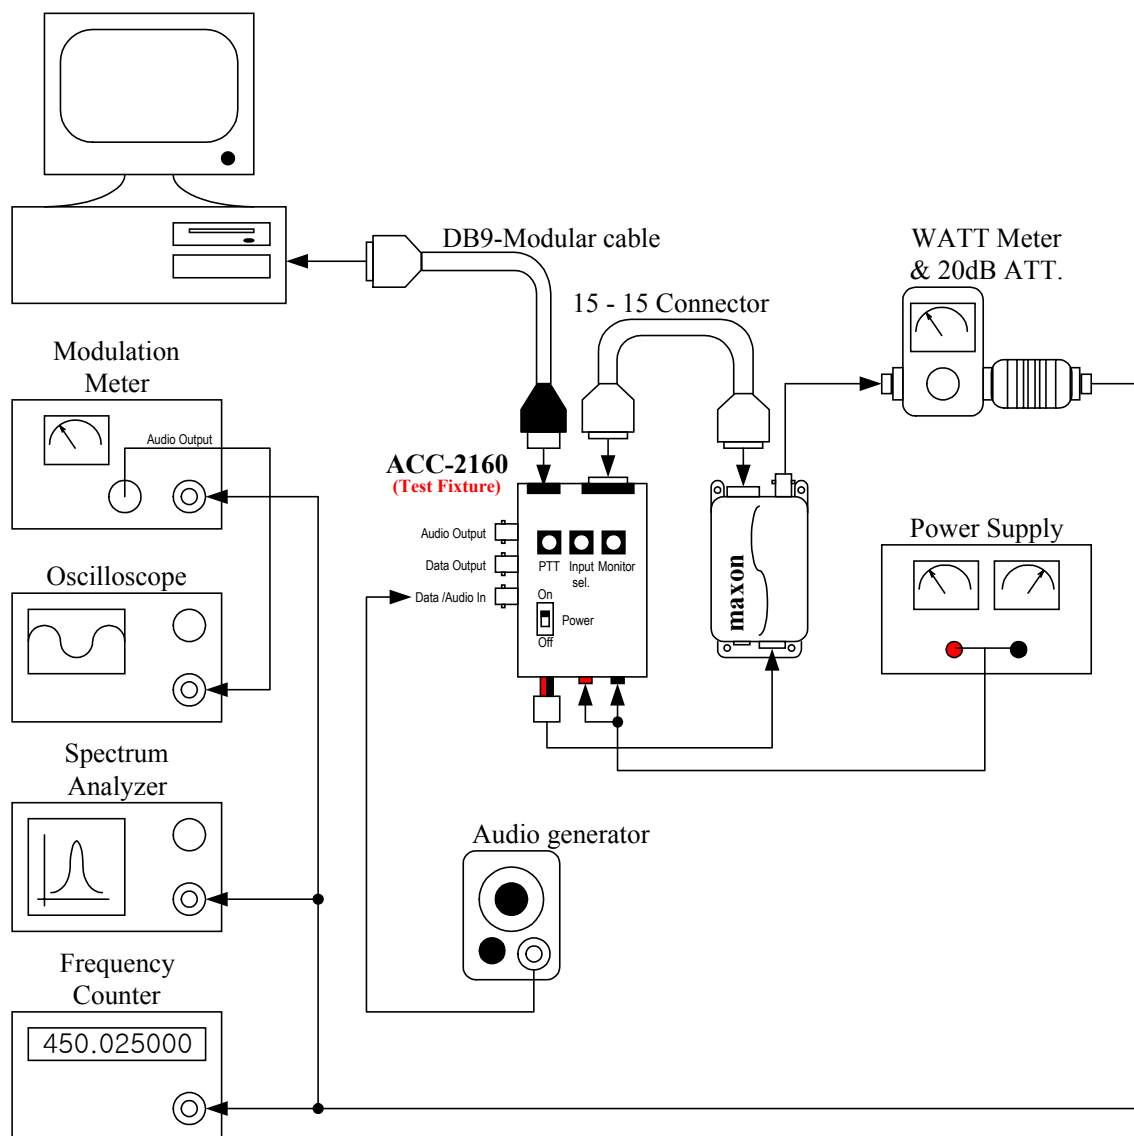 DB9-Modular cable
WATT Meter
& 20dB ATT.
15 - 15 Connector
Modulation
Meter
Audio Output
ACC-2160
(Test Fixture)
Audio Output
Data Output
Data /Audio In
PTT
Input
sel.
Monitor
On
Power
Off
maxon
Power Supply
Oscilloscope
Spectrum
Analyzer
Audio generator
Frequency
Counter
450.025000